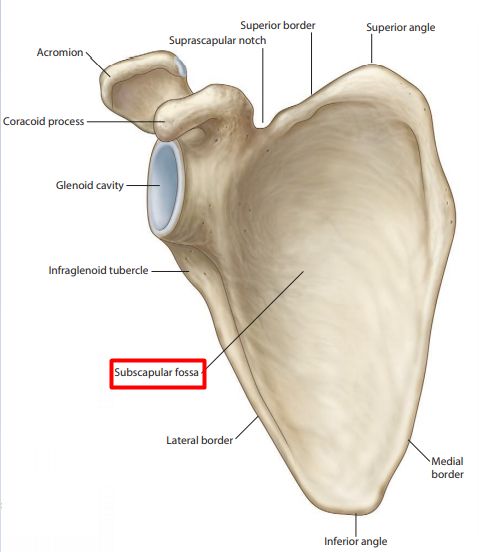 Superior border
Superior angle
Suprascapular notch
Acromion
Coracoid process
Glenoid cavity
Infraglenoid tubercle
Subscapular fossa
Lateral border
Medial
border
Inferior angle